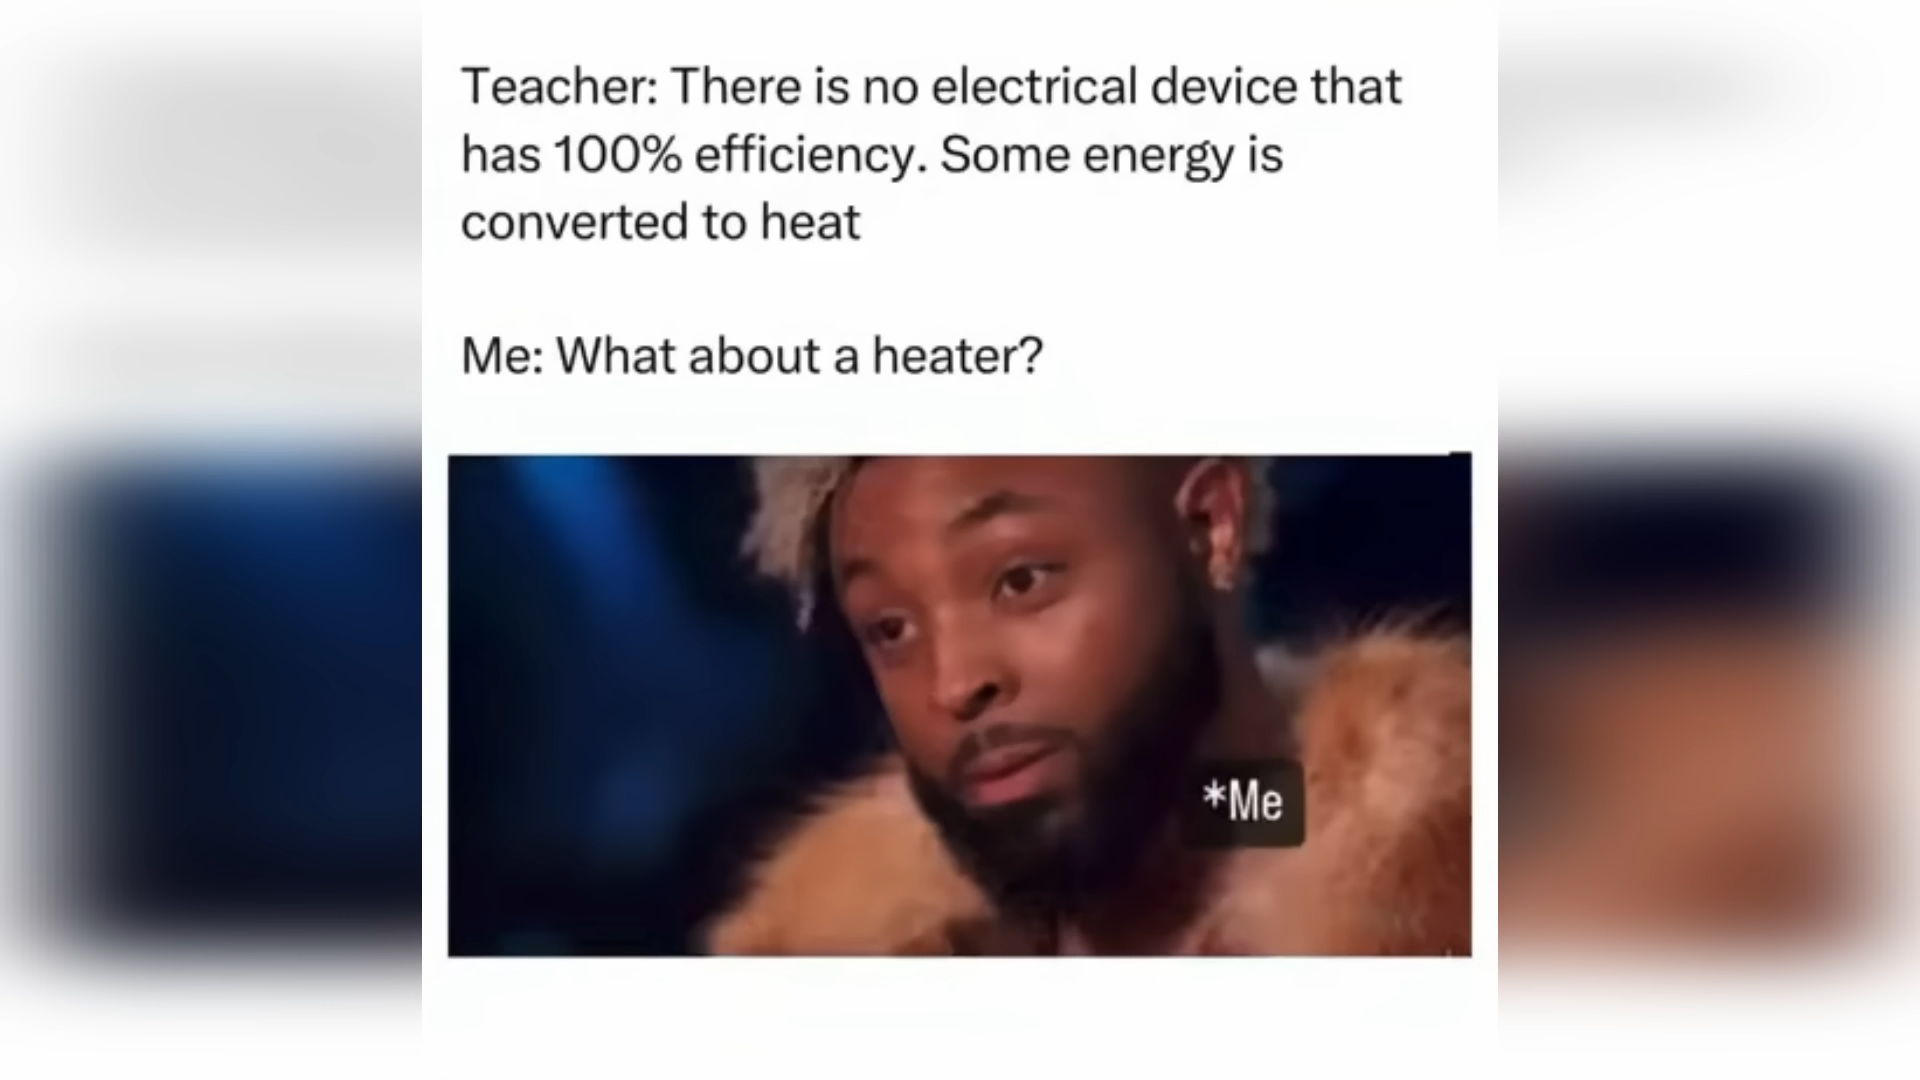 Teacher: There is no electrical device that
has 100% efficiency. Some energy is
converted to heat
Me: What about a heater?
*Me